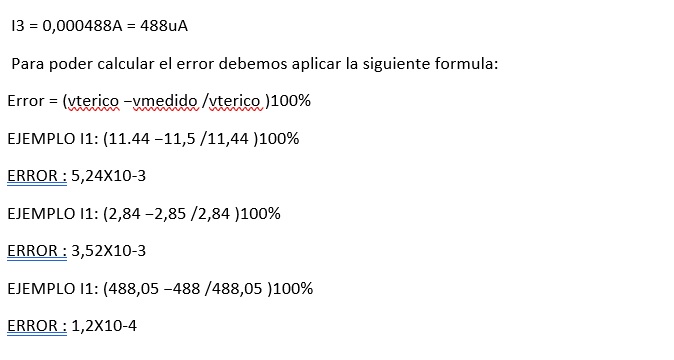 I3 = 0,000488A = 488uA
Para poder calcular el error debemos aplicar la siguiente formula:
Error = (vterico −vmedido /vterico )100%
EJEMPLO I1: (11.44 −11,5 /11,44 )100%
ERROR : 5,24X10-3
EJEMPLO I1: (2,84 −2,85 /2,84 )100%
ERROR : 3,52X10-3
EJEMPLO I1: (488,05 −488 /488,05 )100%
ERROR : 1,2X10-4